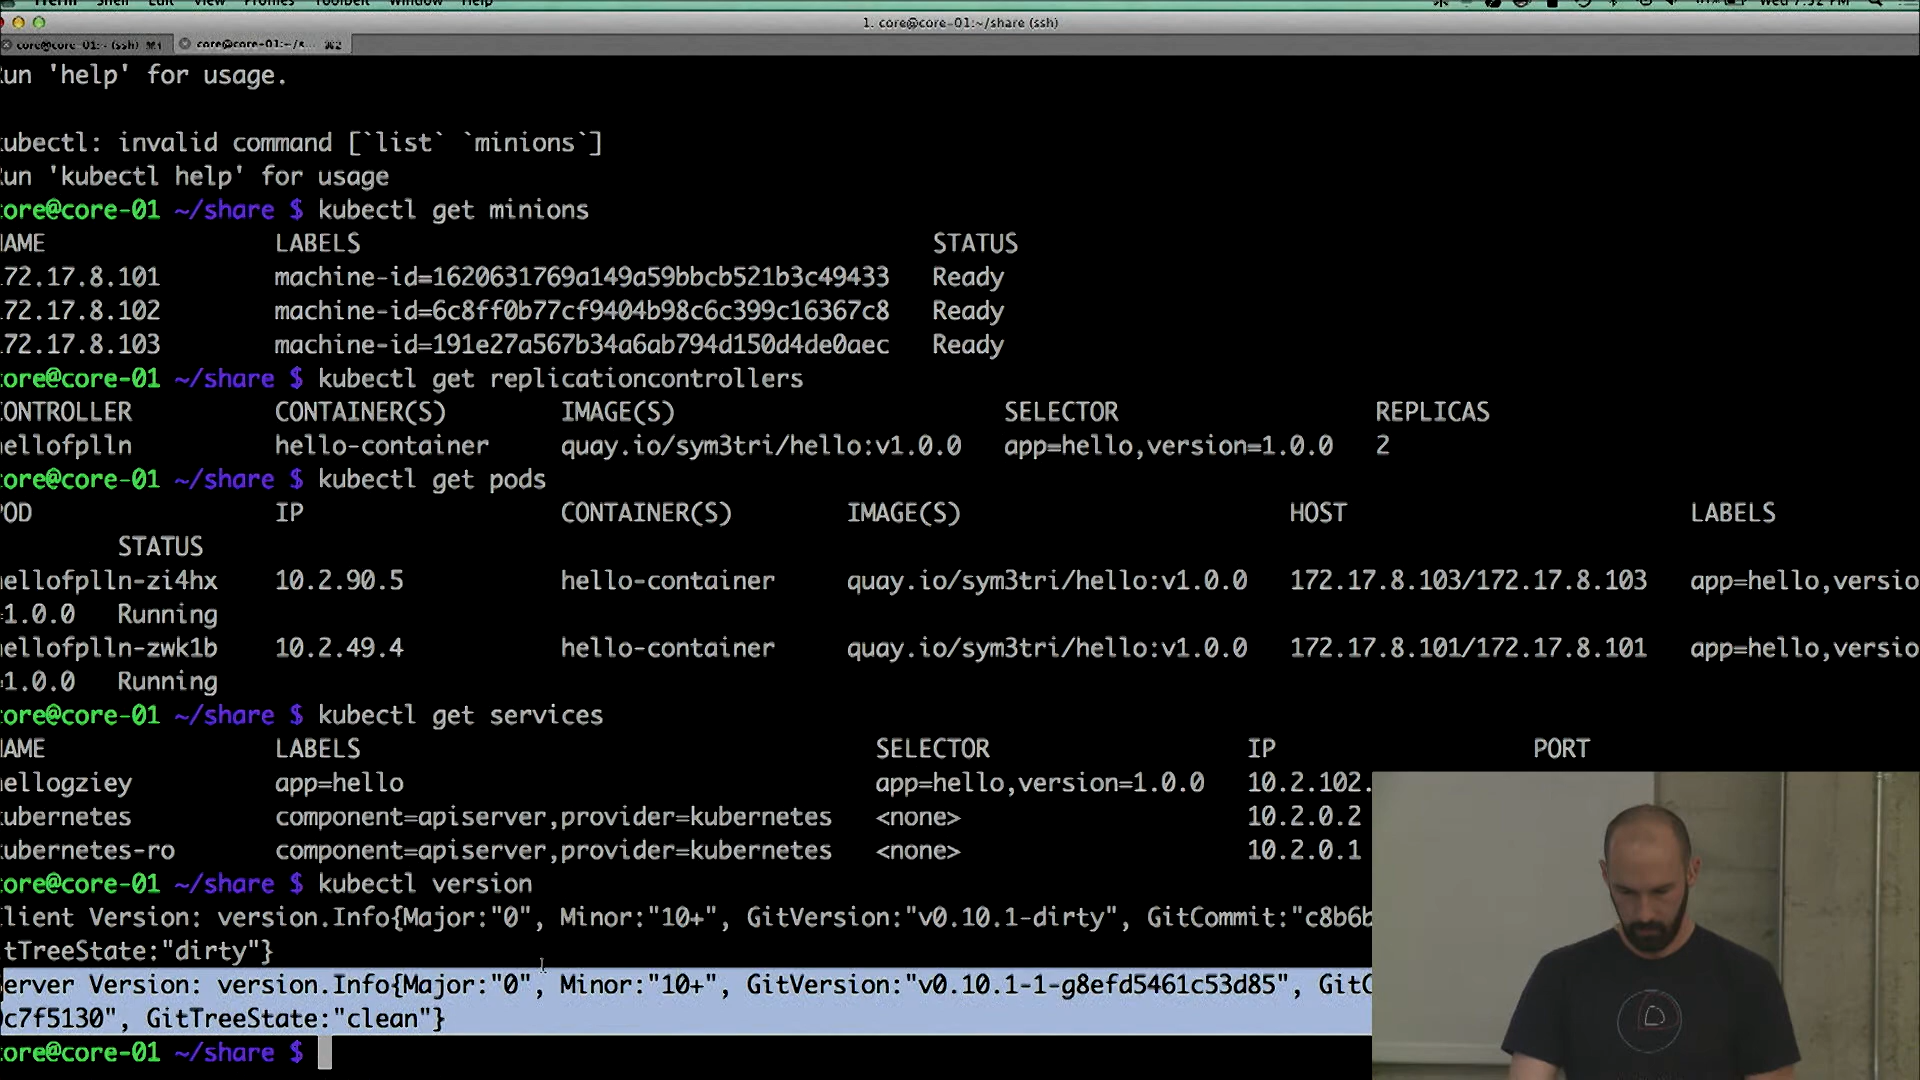 1. core@core-01:~/share (ssh)
un 'help' for usage.
ubectl: invalid command [`list` `minions`]
un 'kubectl help' for usage
ore@core-01 ~/share $ kubectl get minions
AME LABELS STATUS
72.17.8.101 machine-id=1620631769a149a59bbcb521b3c49433 Ready
72.17.8.102 machine-id=6c8ff0b77cf9404b98c6c399c16367c8 Ready
72.17.8.103 machine-id=191e27a567b34a6ab794d150d4de0aec Ready
ore@core-01 ~/share $ kubectl get replicationcontrollers
ONTROLLER CONTAINER(S) IMAGE(S) SELECTOR REPLICAS
ellofplln hello-container quay.io/sym3tri/hello:v1.0.0 app=hello,version=1.0.0 2
ore@core-01 ~/share $ kubectl get pods
OD IP CONTAINER(S) IMAGE(S) HOST LABELS
STATUS
ellofplln-zi4hx 10.2.90.5 hello-container quay.io/sym3tri/hello:v1.0.0 172.17.8.103/172.17.8.103 app=hello,versio
1.0.0 Running
ellofplln-zwk1b 10.2.49.4 hello-container quay.io/sym3tri/hello:v1.0.0 172.17.8.101/172.17.8.101 app=hello,versio
1.0.0 Running
ore@core-01 ~/share $ kubectl get services
AME LABELS SELECTOR IP PORT
ellogziey app=hello app=hello,version=1.0.0 10.2.102.
ubernetes component=apiserver,provider=kubernetes <none> 10.2.0.2
ubernetes-ro component=apiserver,provider=kubernetes <none> 10.2.0.1
ore@core-01 ~/share $ kubectl version
lient Version: version.Info{Major:"0", Minor:"10+", GitVersion:"v0.10.1-dirty", GitCommit:"c8b6b
tTreeState:"dirty"}
erver Version: version.Info{Major:"0", Minor:"10+", GitVersion:"v0.10.1-1-g8efd5461c53d85", GitC
c7f5130", GitTreeState:"clean"}
ore@core-01 ~/share $